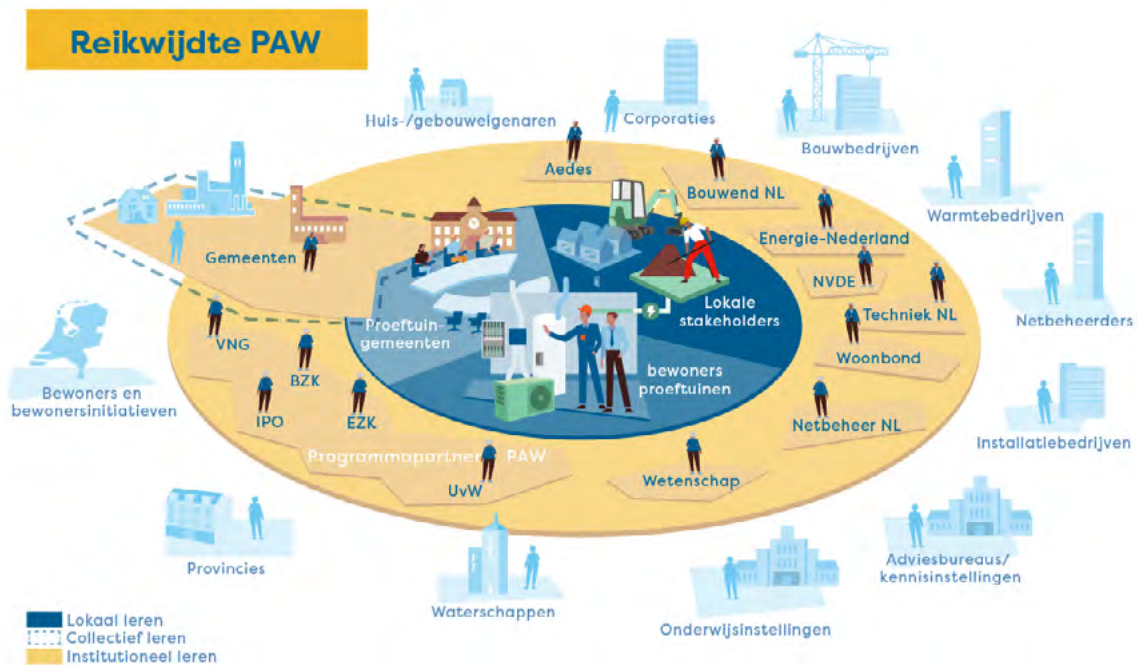 Reikwijdte PAW
Huis-/gebouweigenaren
Corporaties
Bouwbedrijven
Aedes
Bouwend NL
Warmtebedrijven
Energie-Nederland
Gemeenten
NVDE
Lokale
stakeholders
Techniek NL
Netbeheerders
Proeftuin-
gemeenten
VNG
Woonbond
BZK
bewoners
proeftuinen
Bewoners en
bewonersinitiatieven
IPO
EZK
Netbeheer NL
Installatiebedrijven
Programmapartner PAW
UvW
Wetenschap
Provincies
Waterschappen
Onderwijsinstellingen
Adviesbureaus/
kennisinstellingen
Lokaal leren
Collectief leren
Institutioneel leren